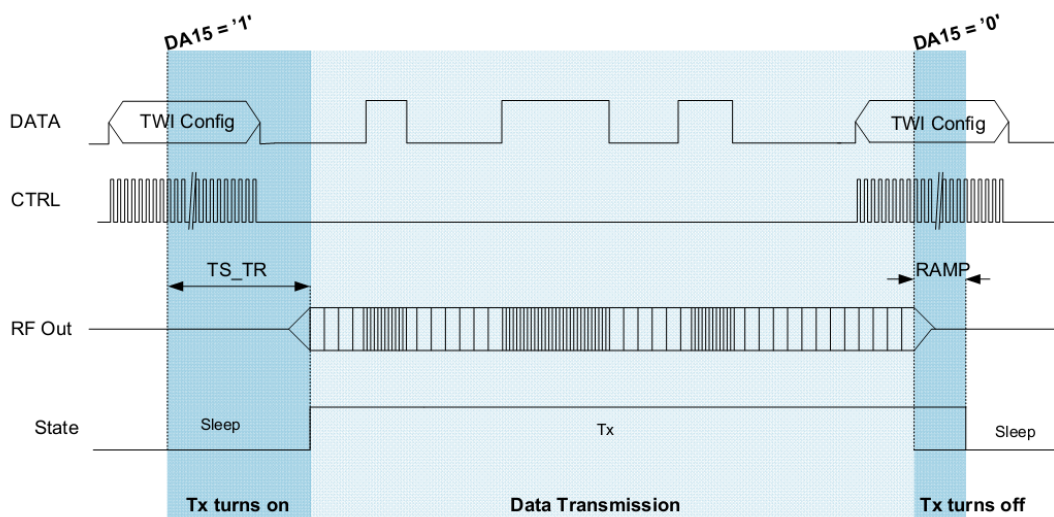 DA15 = '1' DA15 = '0'
DATA TWI Config TWI Config
CTRL
TS_TR RAMP
RF Out
State Sleep Tx Sleep
Tx turns on Data Transmission Tx turns off